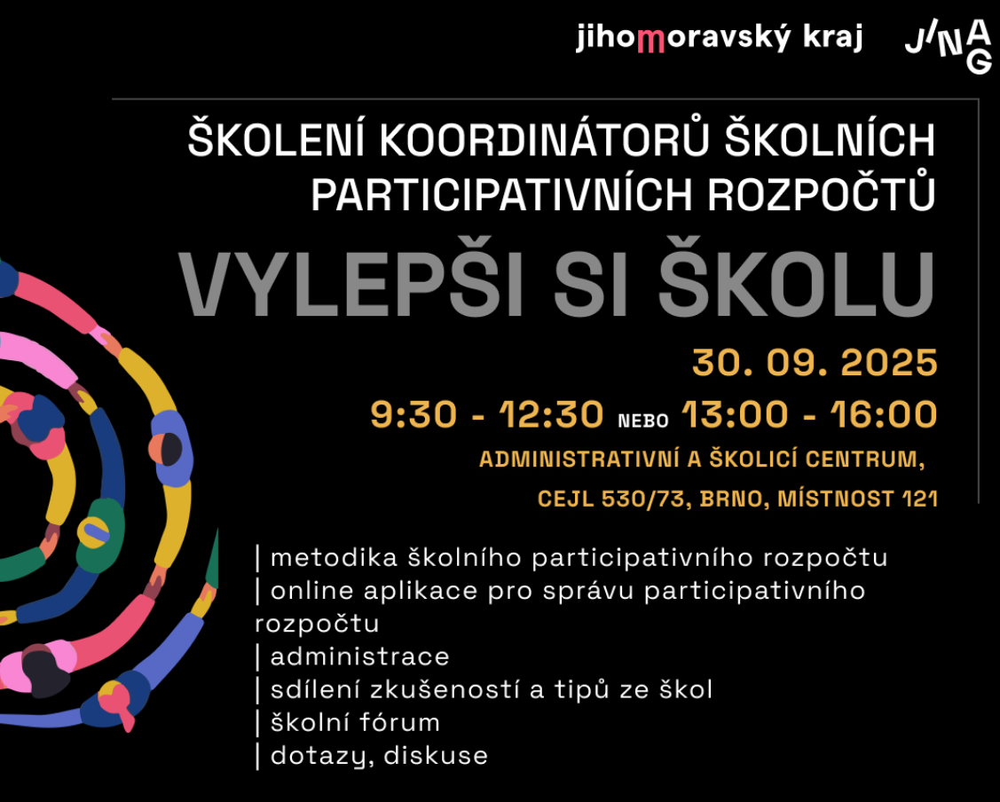 jihomoravský kraj JINAG
ŠKOLENÍ KOORDINÁTORŮ ŠKOLNÍCH
PARTICIPATIVNÍCH ROZPOČTŮ
VYLEPŠI SI ŠKOLU
30. 09. 2025
9:30 - 12:30 NEBO 13:00 - 16:00
ADMINISTRATIVNÍ A ŠKOLICÍ CENTRUM,
CEJL 530/73, BRNO, MÍSTNOST 121
| metodika školního participativního rozpočtu
| online aplikace pro správu participativního
rozpočtu
| administrace
| sdílení zkušeností a tipů ze škol
| školní fórum
| dotazy, diskuse